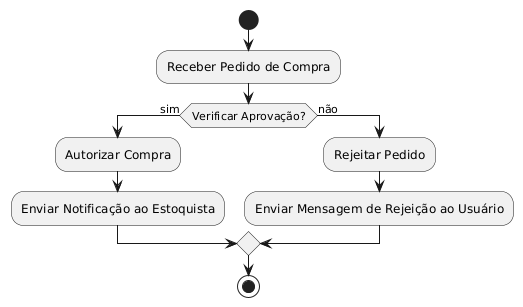 Receber Pedido de Compra
sim
Verificar Aprovação?
não
Autorizar Compra
Rejeitar Pedido
Enviar Notificação ao Estoquista
Enviar Mensagem de Rejeição ao Usuário